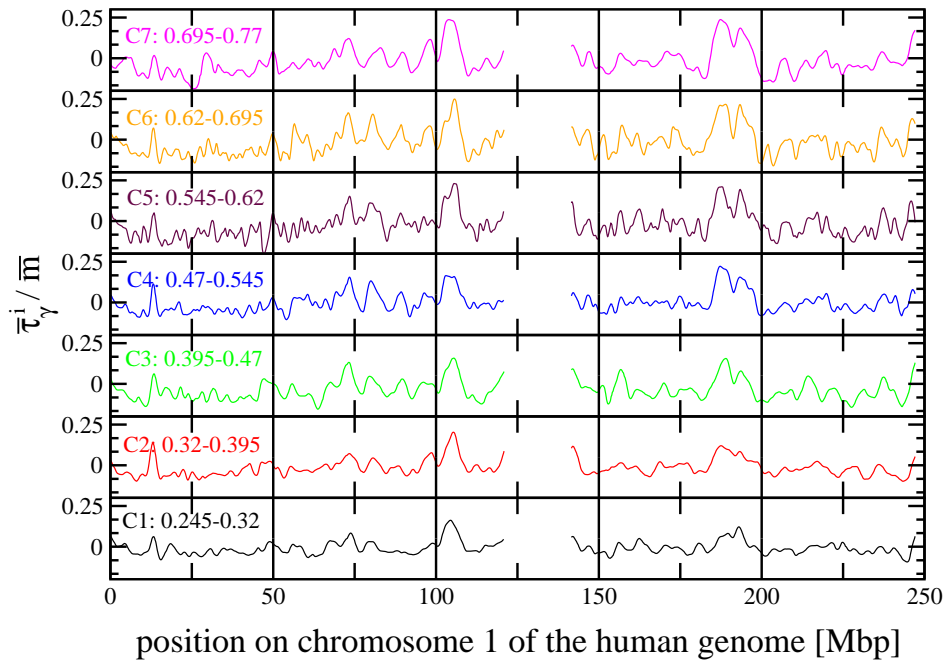 0.25
0
C7: 0.695-0.77
0.25
0
C6: 0.62-0.695
0.25
0
C5: 0.545-0.62
0.25
0
C4: 0.47-0.545
0.25
0
C3: 0.395-0.47
0.25
0
C2: 0.32-0.395
0.25
0
C1: 0.245-0.32
τ̅ᵢᵧ / m̅
0 50 100 150 200 250
position on chromosome 1 of the human genome [Mbp]